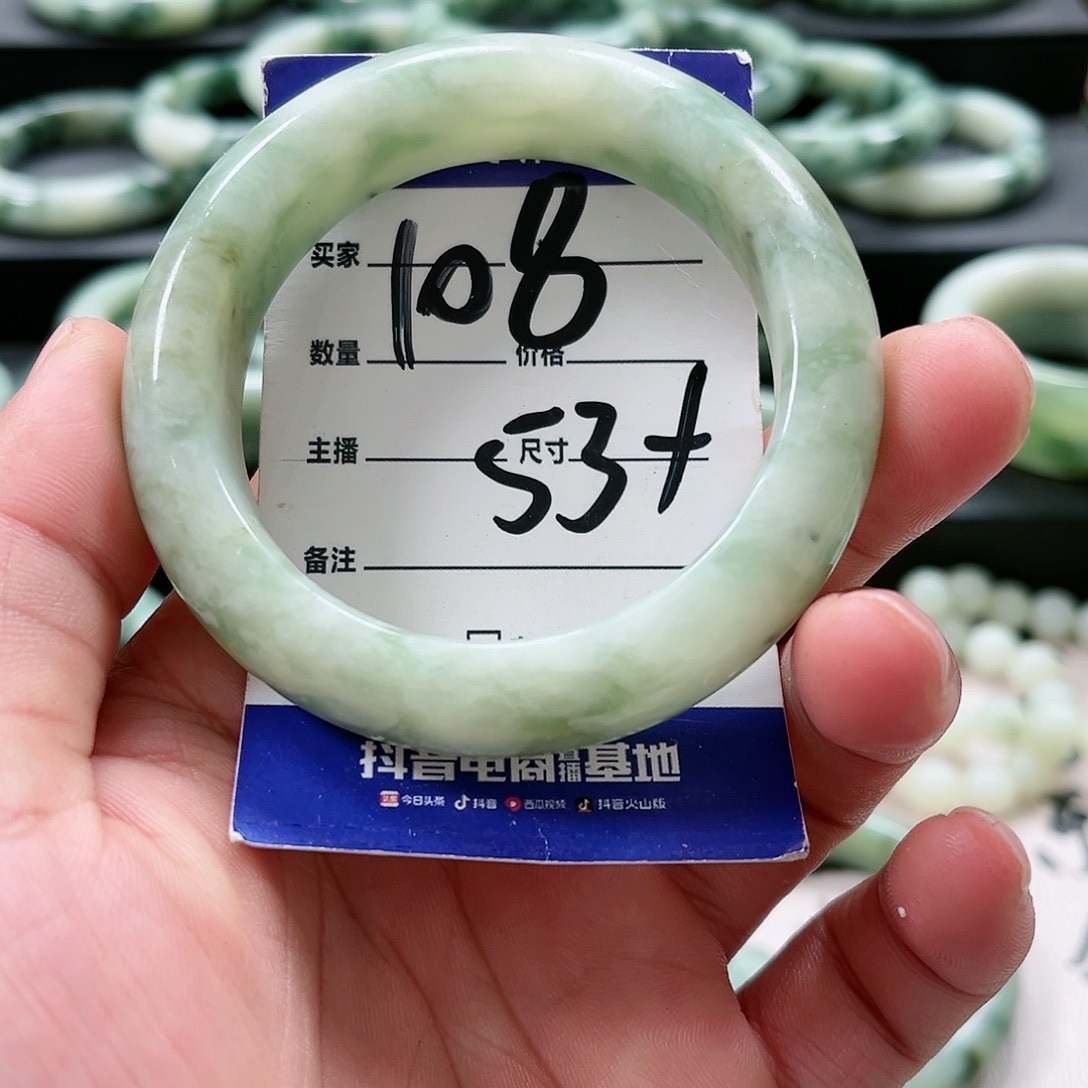 买家 108
数量 价格
主播 尺寸 53+
备注
抖音电商直播基地
今日头条 抖音 西瓜视频 抖音火山版